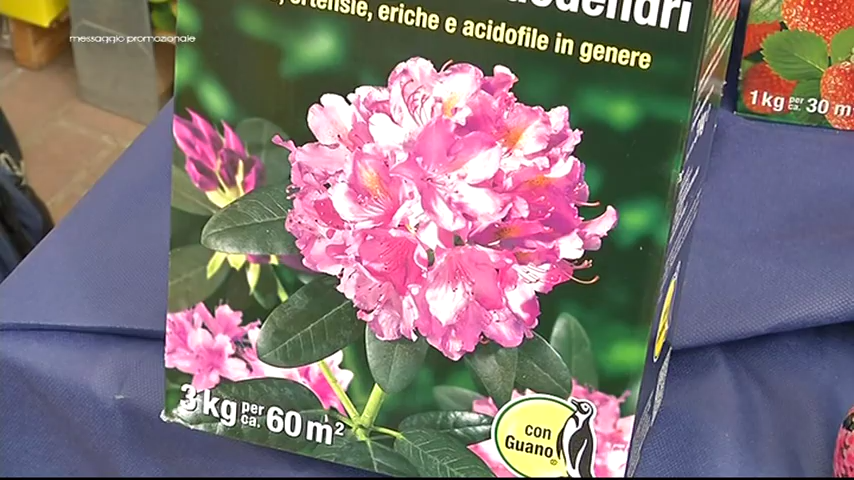 messaggio promozionale
ortensie, eriche e acidofile in genere
3kg per ca. 60 m²
con
Guano
1kg per ca. 30 m